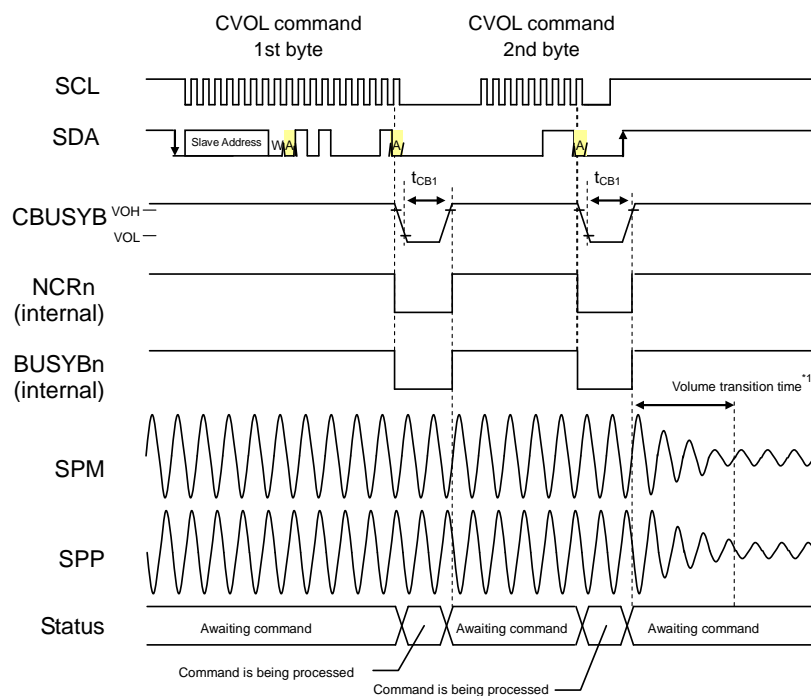 CVOL command
1st byte
CVOL command
2nd byte
SCL
SDA
Slave Address
W
A
A
A
tCB1
tCB1
CBUSYB
VOH
VOL
NCRn
(internal)
BUSYBn
(internal)
Volume transition time*1
SPM
SPP
Status
Awaiting command
Awaiting command
Awaiting command
Command is being processed
Command is being processed